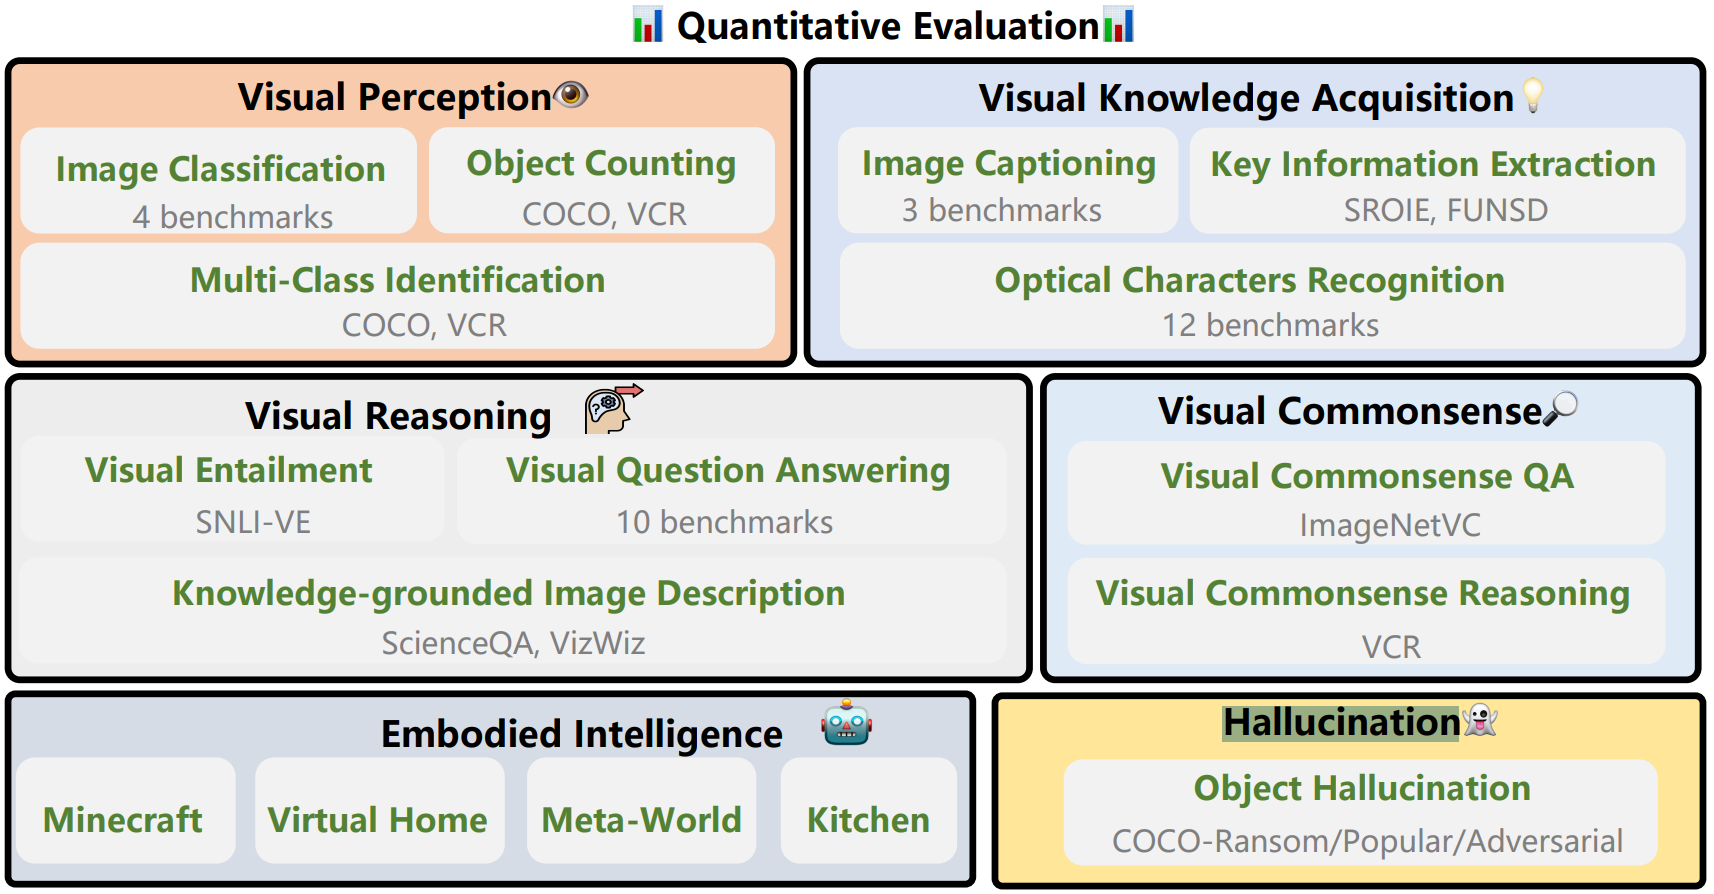 Quantitative Evaluation
Visual Perception
Image Classification
4 benchmarks
Object Counting
COCO, VCR
Multi-Class Identification
COCO, VCR
Visual Knowledge Acquisition
Image Captioning
3 benchmarks
Key Information Extraction
SROIE, FUNSD
Optical Characters Recognition
12 benchmarks
Visual Reasoning
Visual Entailment
SNLI-VE
Visual Question Answering
10 benchmarks
Knowledge-grounded Image Description
ScienceQA, VizWiz
Visual Commonsense
Visual Commonsense QA
ImageNetVC
Visual Commonsense Reasoning
VCR
Embodied Intelligence
Minecraft
Virtual Home
Meta-World
Kitchen
Hallucination
Object Hallucination
COCO-Ransom/Popular/Adversarial